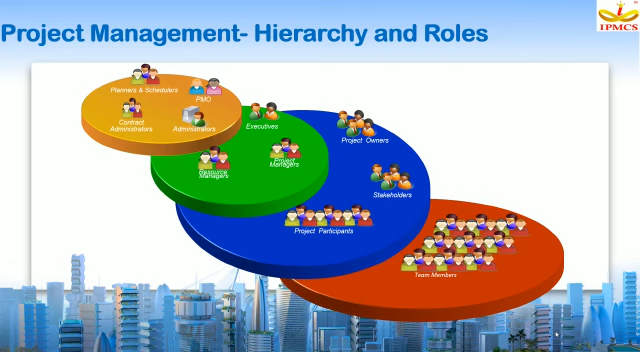 Project Management- Hierarchy and Roles
IPMCS
Planners & Schedulers
PMO
Contract
Administrators
Administrators
Executives
Project
Managers
Resource
Managers
Project Owners
Stakeholders
Project Participants
Team Members